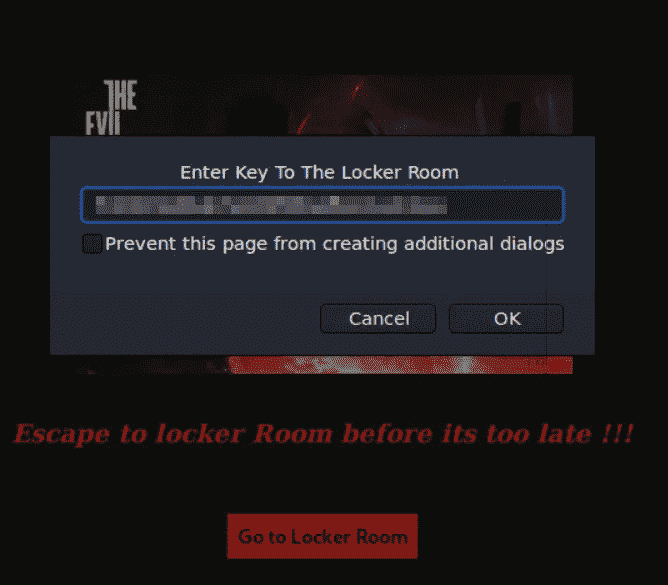 THE
EVIL
Enter Key To The Locker Room
Prevent this page from creating additional dialogs
Cancel
OK
Escape to locker Room before its too late !!!
Go to Locker Room